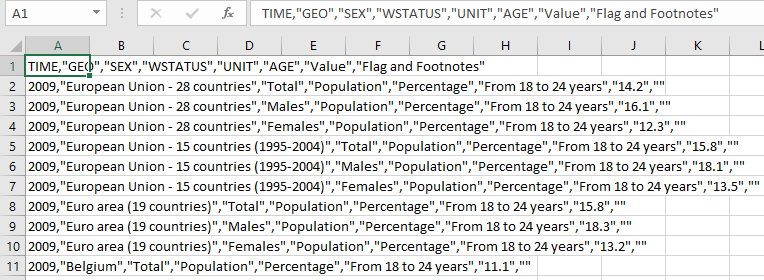 A1 fx TIME,"GEO","SEX","WSTATUS","UNIT","AGE","Value","Flag and Footnotes"
A B C D E F G H I J K L
1 TIME,"GEO","SEX","WSTATUS","UNIT","AGE","Value","Flag and Footnotes"
2 2009,"European Union - 28 countries","Total","Population","Percentage","From 18 to 24 years","14.2",""
3 2009,"European Union - 28 countries","Males","Population","Percentage","From 18 to 24 years","16.1",""
4 2009,"European Union - 28 countries","Females","Population","Percentage","From 18 to 24 years","12.3",""
5 2009,"European Union - 15 countries (1995-2004)","Total","Population","Percentage","From 18 to 24 years","15.8",""
6 2009,"European Union - 15 countries (1995-2004)","Males","Population","Percentage","From 18 to 24 years","18.1",""
7 2009,"European Union - 15 countries (1995-2004)","Females","Population","Percentage","From 18 to 24 years","13.5",""
8 2009,"Euro area (19 countries)","Total","Population","Percentage","From 18 to 24 years","15.8",""
9 2009,"Euro area (19 countries)","Males","Population","Percentage","From 18 to 24 years","18.3",""
10 2009,"Euro area (19 countries)","Females","Population","Percentage","From 18 to 24 years","13.2",""
11 2009,"Belgium","Total","Population","Percentage","From 18 to 24 years","11.1",""